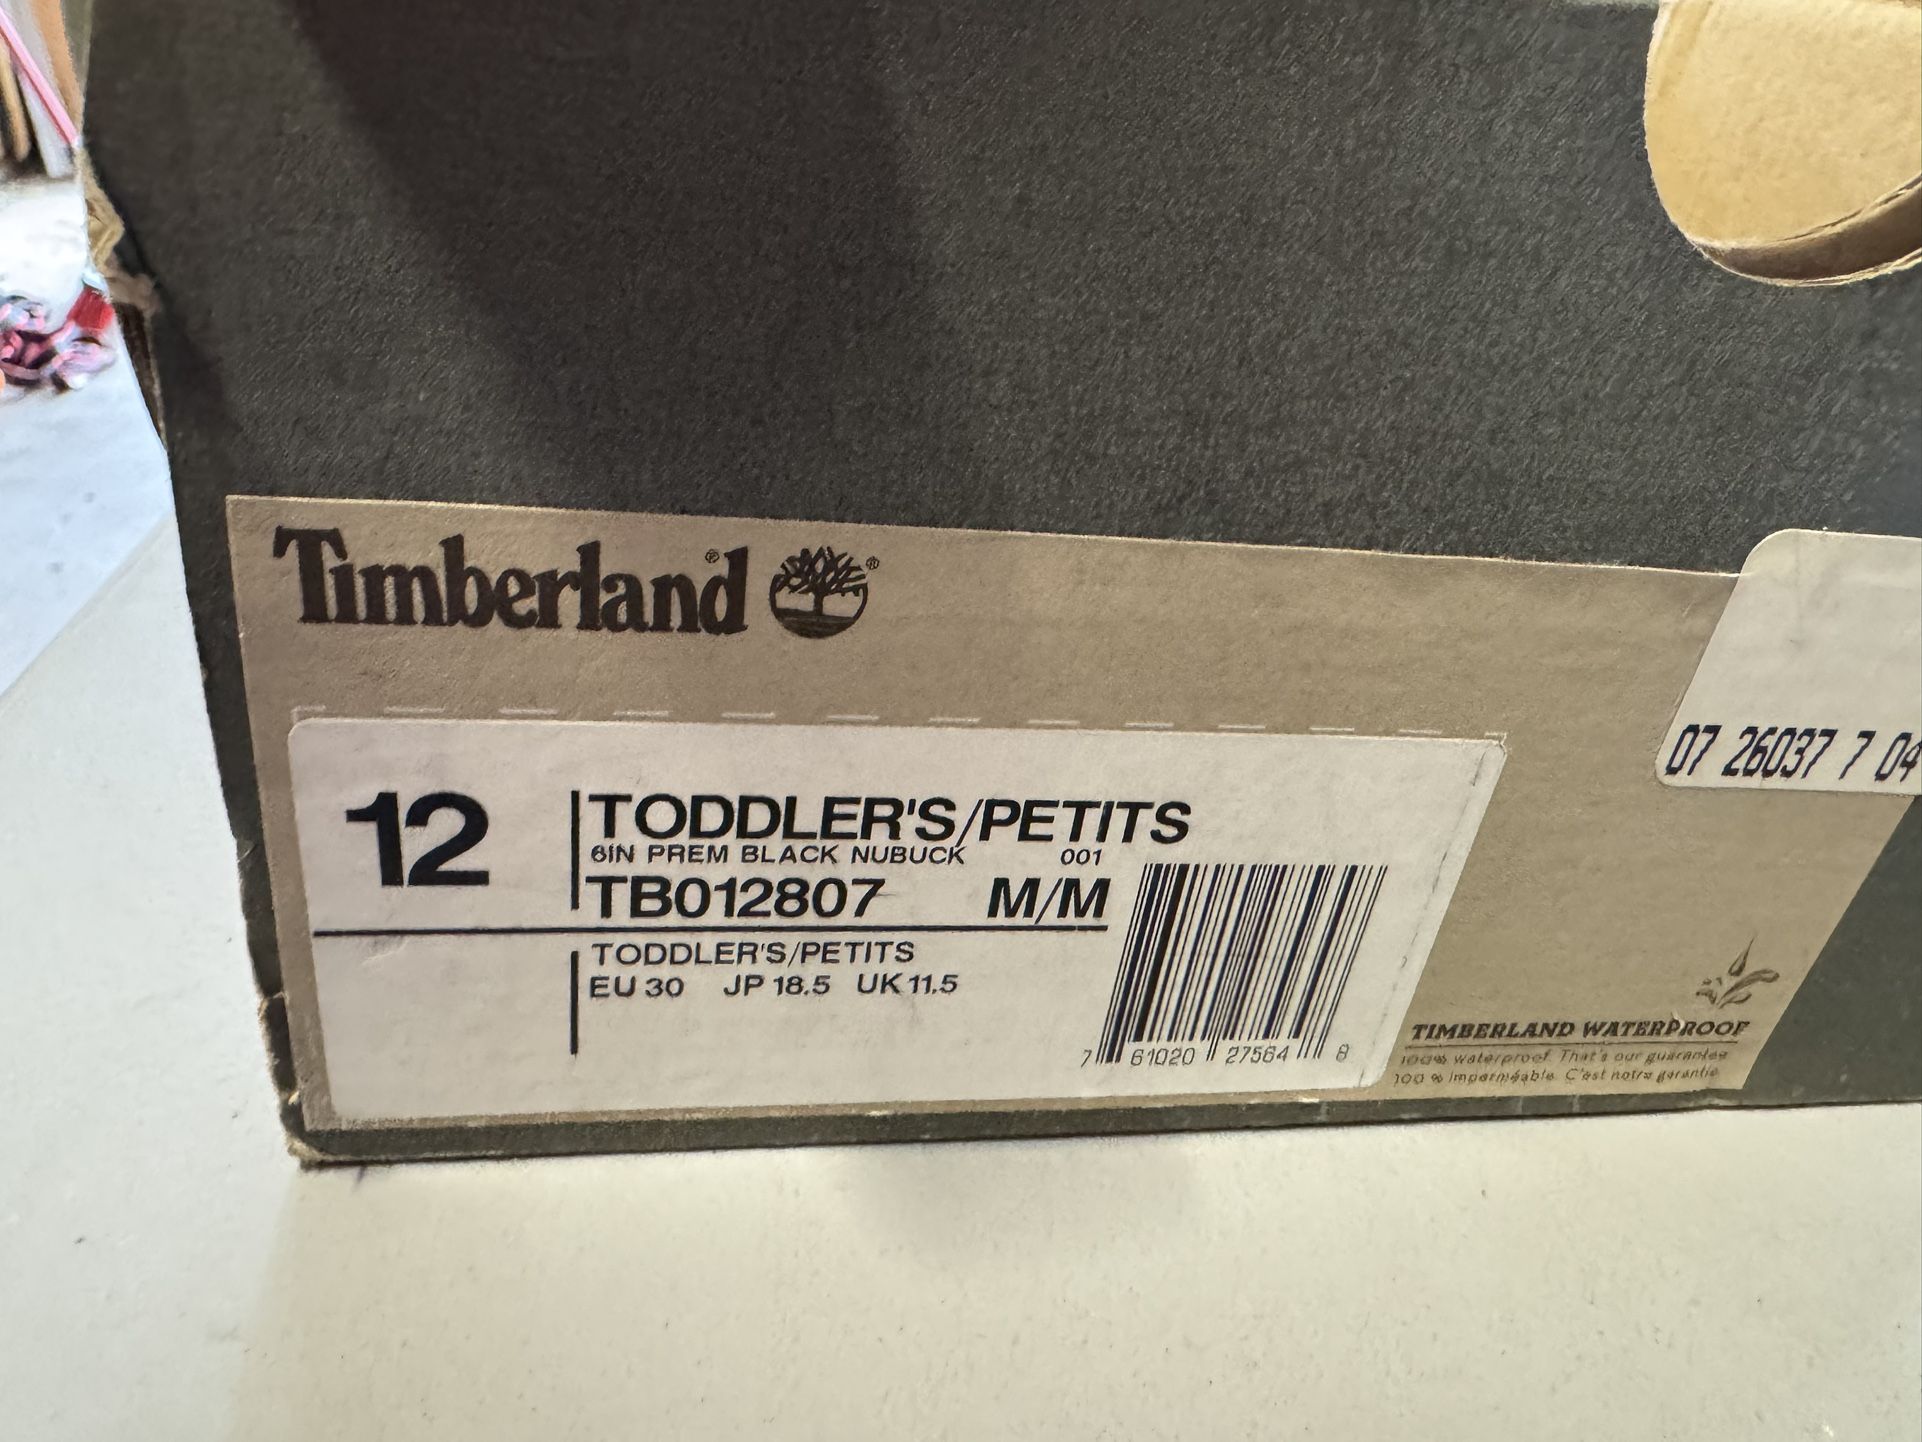 Timberland® ®
07 26037 7 04
12
TODDLER'S/PETITS
6IN PREM BLACK NUBUCK 001
TB012807 M/M
TODDLER'S/PETITS
EU 30 JP 18.5 UK 11.5
7 61020 27564 8
TIMBERLAND WATERPROOF
100% waterproof. That's our guarantee
100 % imperméable. C'est notre garantie